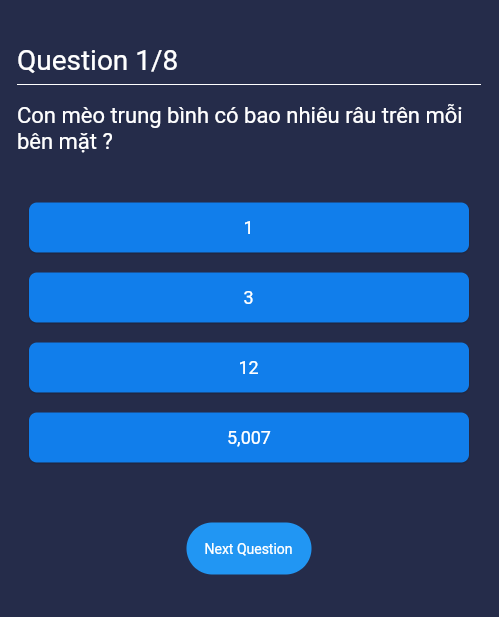 Question 1/8
Con mèo trung bình có bao nhiêu râu trên mỗi
bên mặt ?
1
3
12
5,007
Next Question